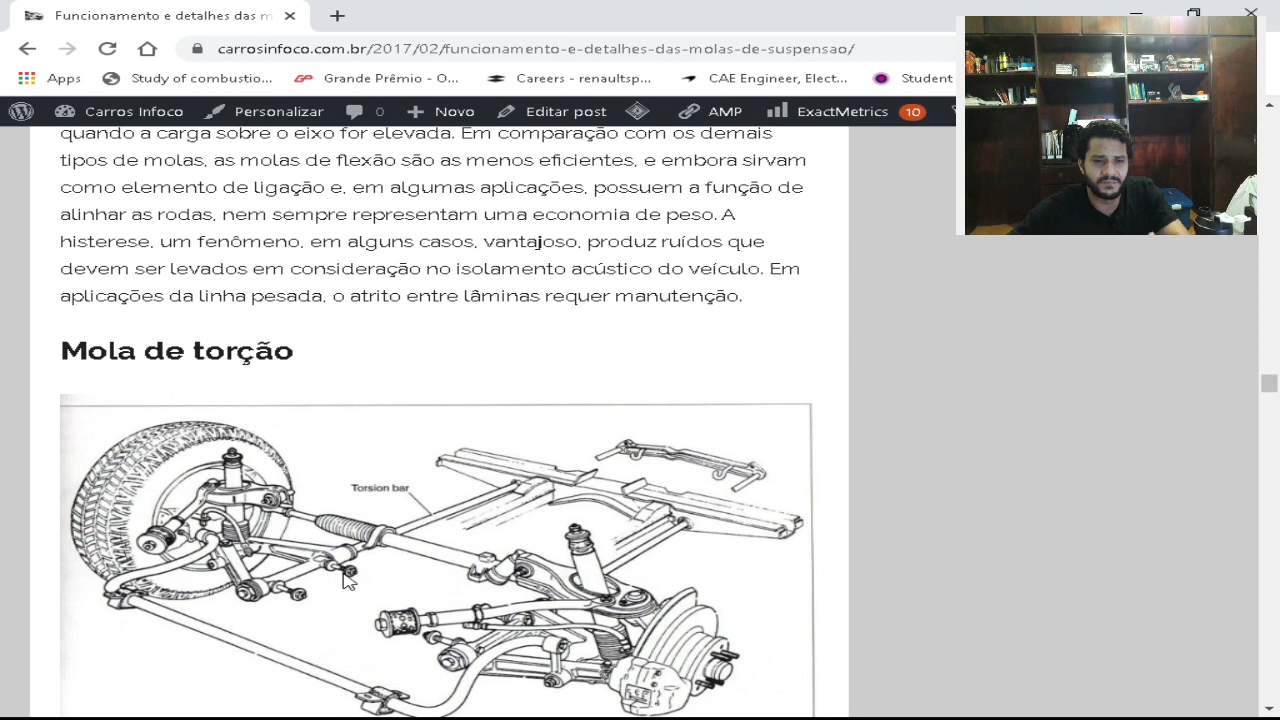 Funcionamento e detalhes das m
carrosinfoco.com.br/2017/02/funcionamento-e-detalhes-das-molas-de-suspensao/
Apps Study of combustio... Grande Prêmio - O... Careers - renaultsp... CAE Engineer, Elect... Student
Carros Infoco Personalizar 0 Novo Editar post AMP ExactMetrics 10
quando a carga sobre o eixo for elevada. Em comparação com os demais
tipos de molas, as molas de flexão são as menos eficientes, e embora sirvam
como elemento de ligação e, em algumas aplicações, possuem a função de
alinhar as rodas, nem sempre representam uma economia de peso. A
histerese, um fenômeno, em alguns casos, vantajoso, produz ruídos que
devem ser levados em consideração no isolamento acústico do veículo. Em
aplicações da linha pesada, o atrito entre lâminas requer manutenção.
Mola de torção
Torsion bar